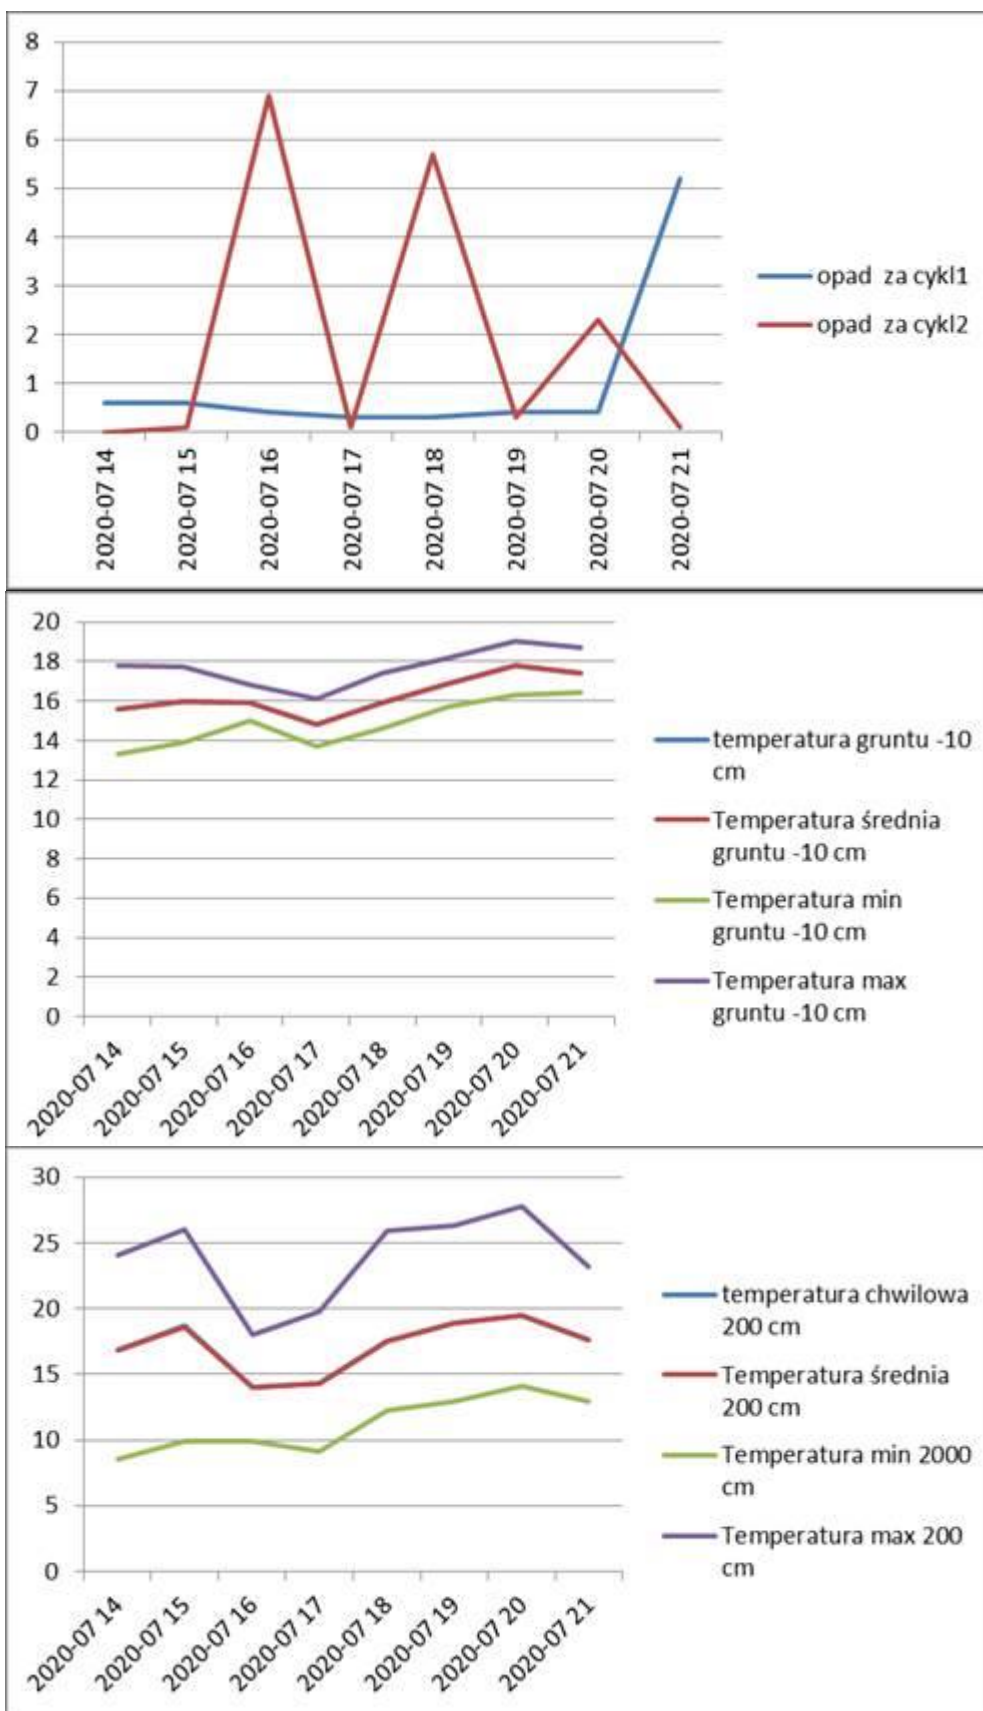 8
7
6
5
4
3
2
1
0
2020-07 14
2020-07 15
2020-07 16
2020-07 17
2020-07 18
2020-07 19
2020-07 20
2020-07 21
opad za cykl1
opad za cykl2
20
18
16
14
12
10
8
6
4
2
0
2020-07 14
2020-07 15
2020-07 16
2020-07 17
2020-07 18
2020-07 19
2020-07 20
2020-07 21
temperatura gruntu -10
cm
Temperatura średnia
gruntu -10 cm
Temperatura min
gruntu -10 cm
Temperatura max
gruntu -10 cm
30
25
20
15
10
5
0
2020-07 14
2020-07 15
2020-07 16
2020-07 17
2020-07 18
2020-07 19
2020-07 20
2020-07 21
temperatura chwilowa
200 cm
Temperatura średnia
200 cm
Temperatura min 2000
cm
Temperatura max 200
cm